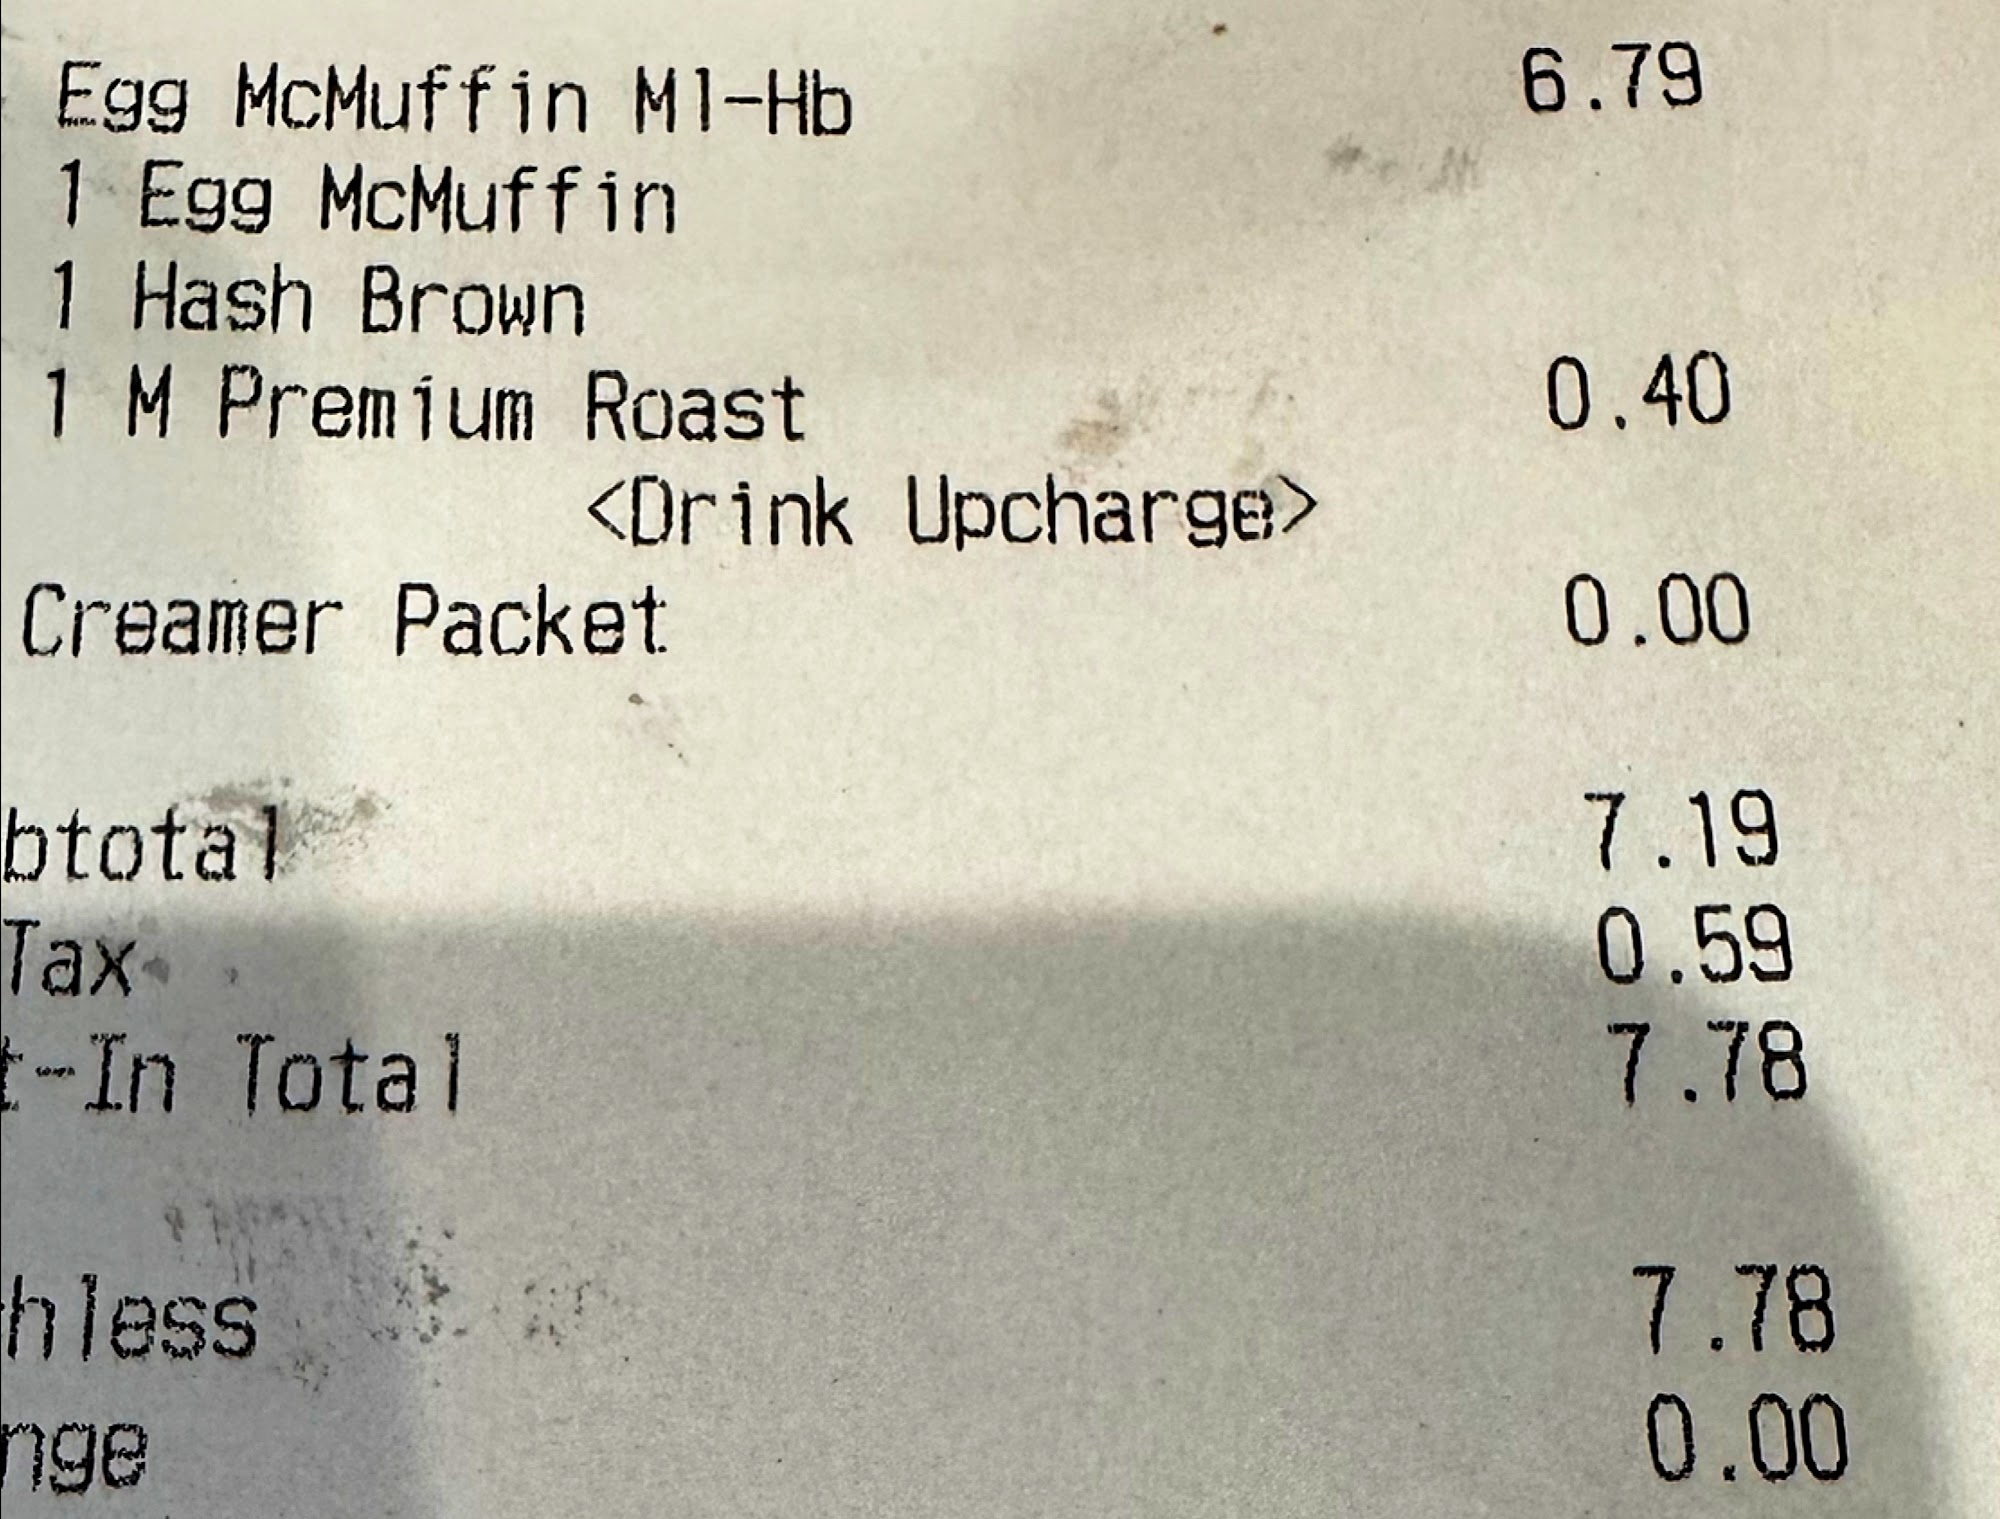 Egg McMuffin Ml-Hb 6.79
1 Egg McMuffin
1 Hash Brown
1 M Premium Roast 0.40
<Drink Upcharge>
Creamer Packet 0.00
btotal 7.19
Tax 0.59
t-In Total 7.78
hless 7.78
nge 0.00